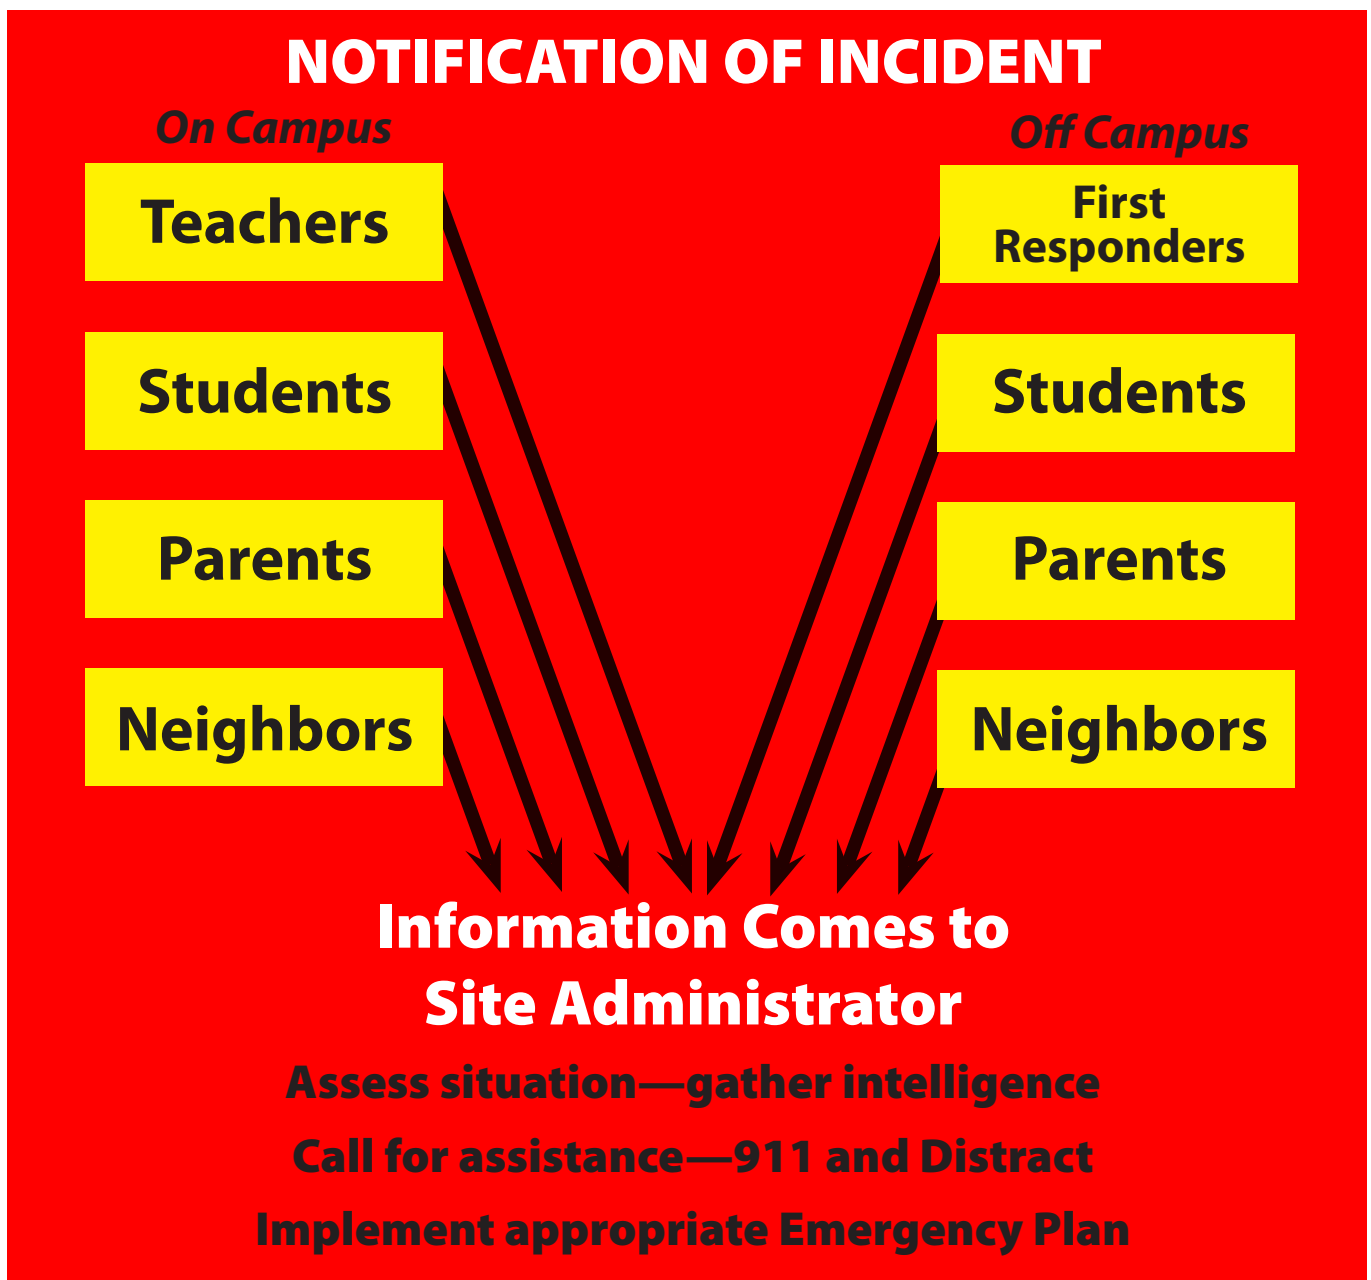 NOTIFICATION OF INCIDENT
On Campus
Teachers
Students
Parents
Neighbors
Off Campus
First
Responders
Students
Parents
Neighbors
Information Comes to
Site Administrator
Assess situation—gather intelligence
Call for assistance—911 and Distract
Implement appropriate Emergency Plan